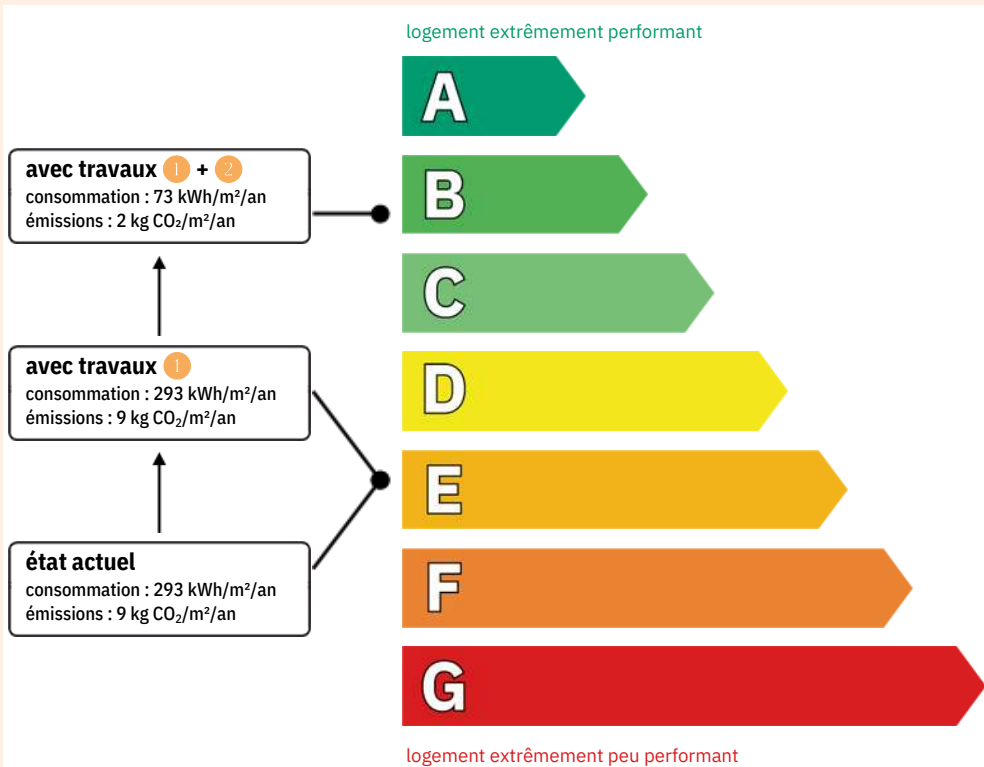 logement extrêmement performant
A
avec travaux 1 + 2
consommation : 73 kWh/m²/an
émissions : 2 kg CO₂/m²/an
B
C
avec travaux 1
consommation : 293 kWh/m²/an
émissions : 9 kg CO₂/m²/an
D
E
état actuel
consommation : 293 kWh/m²/an
émissions : 9 kg CO₂/m²/an
F
G
logement extrêmement peu performant